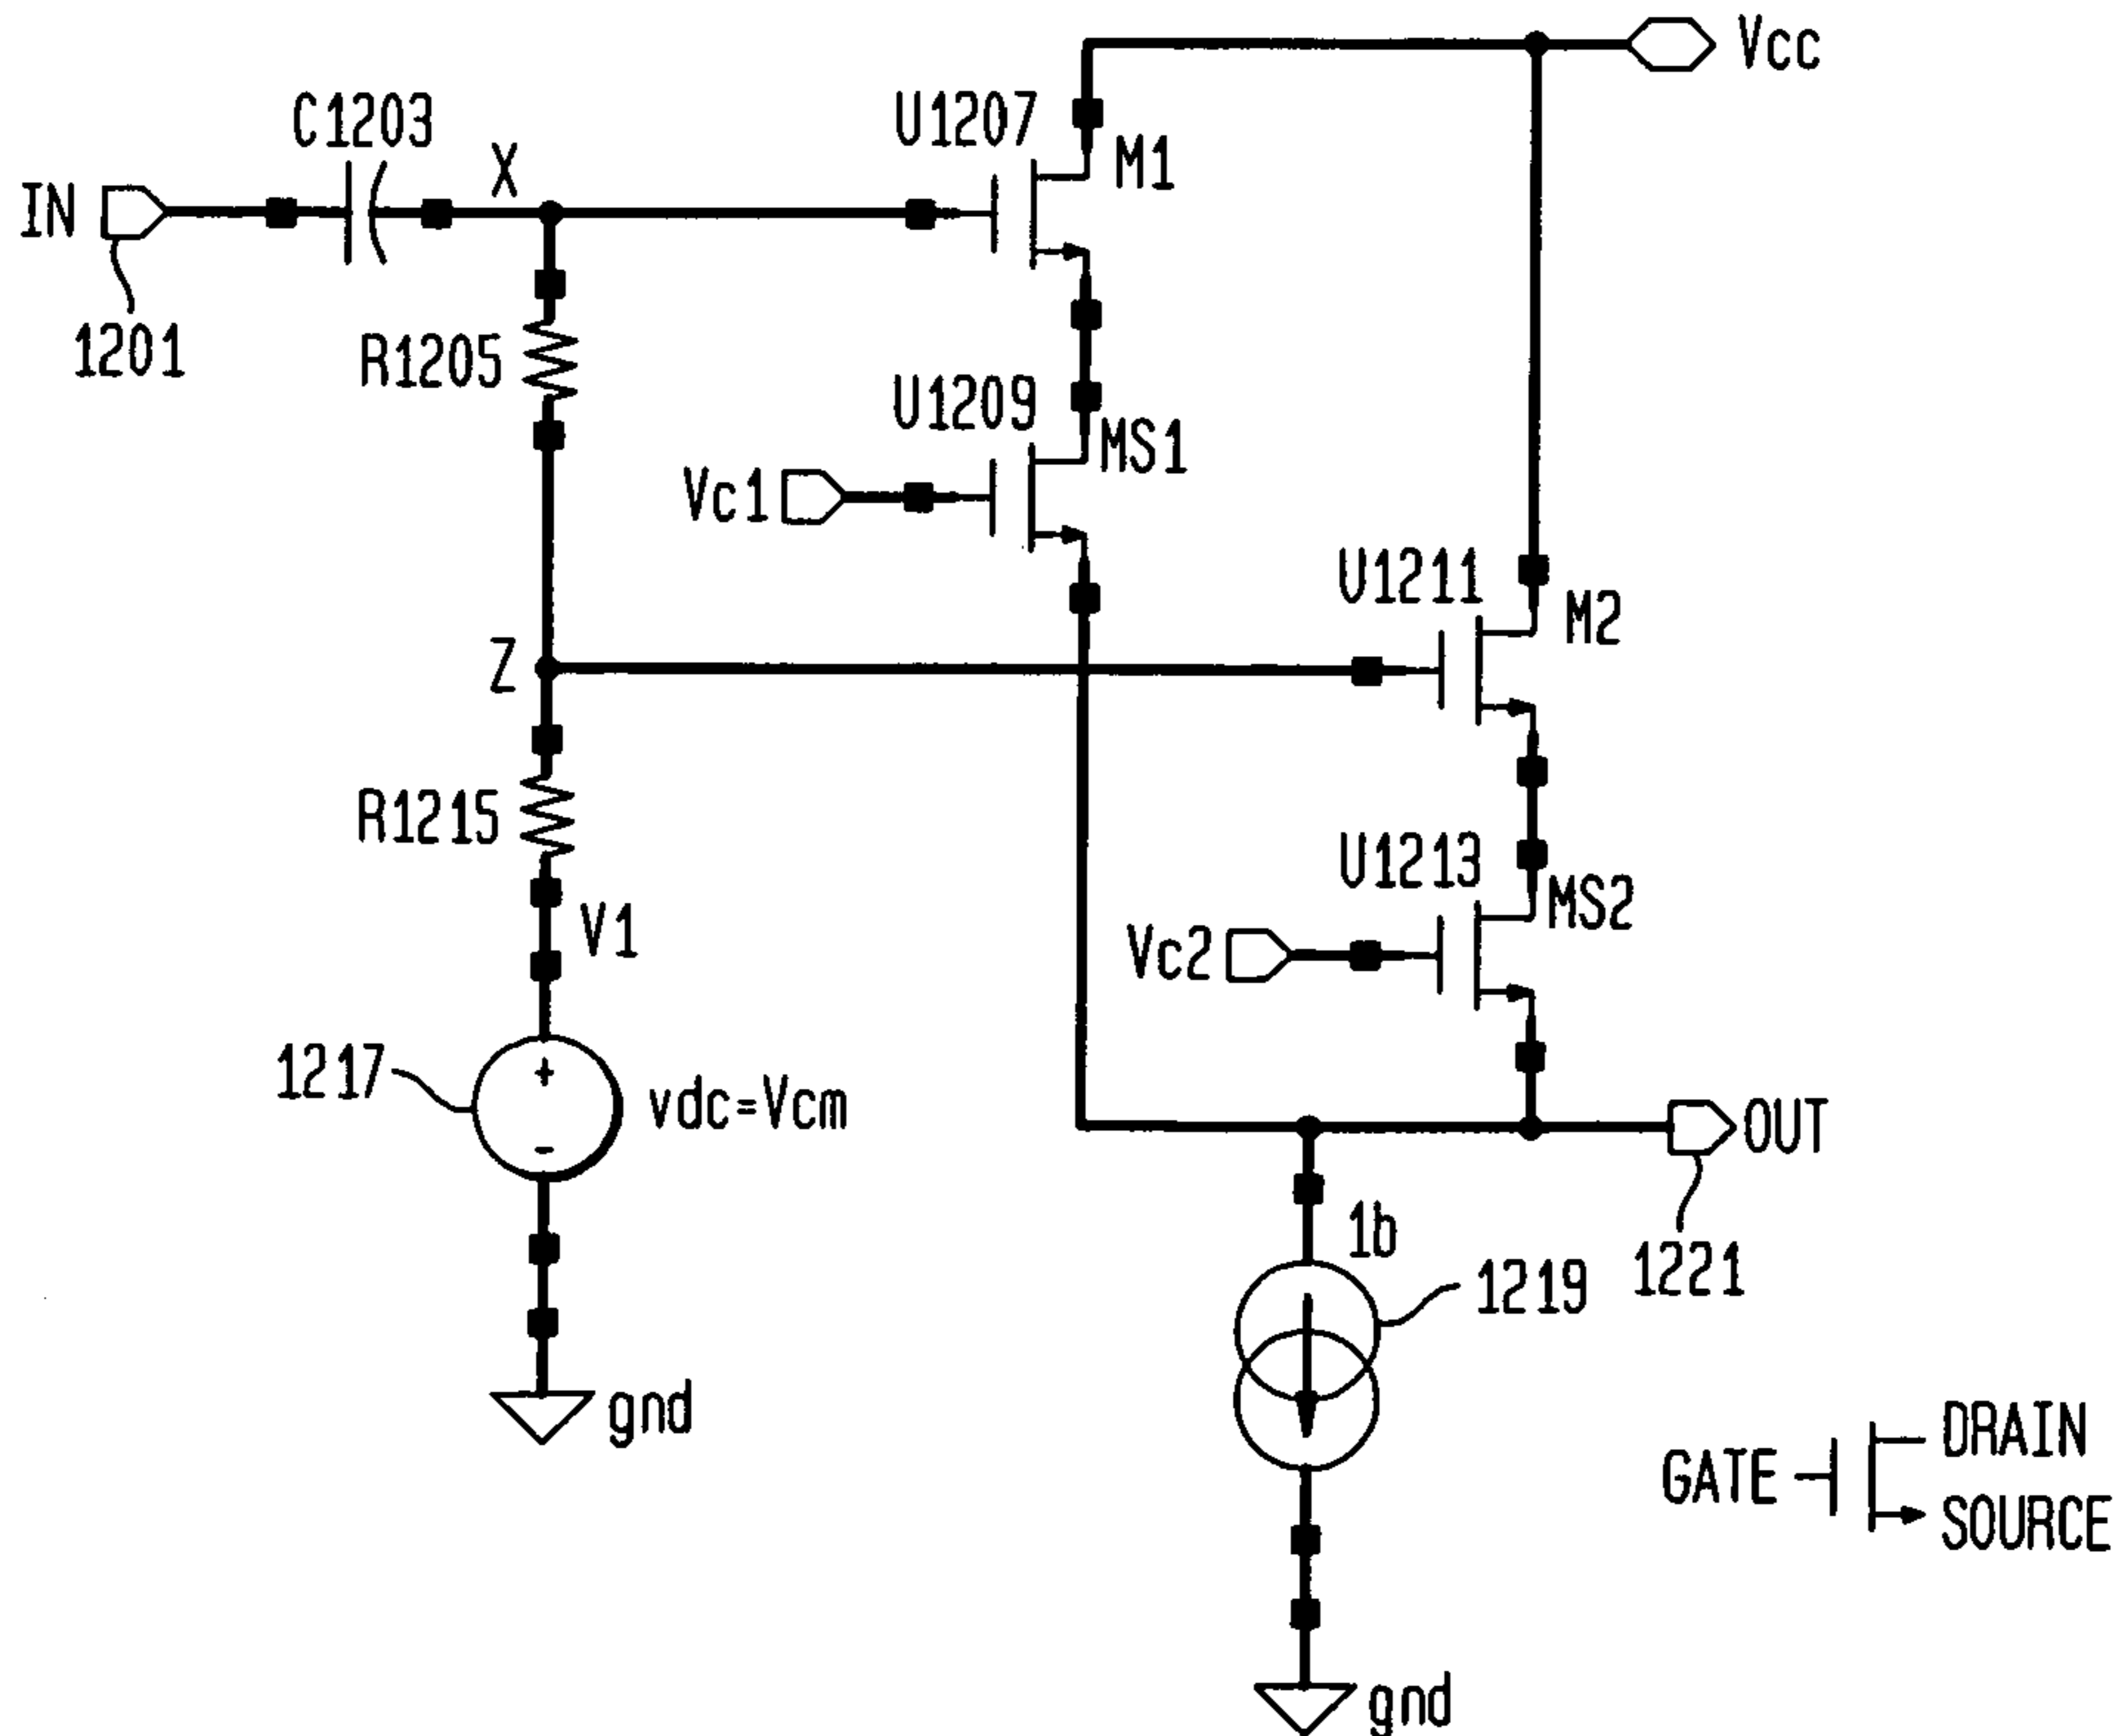 Vcc
C1203
U1207
X
M1
IN
1201
R1205
U1209
MS1
Vc1
U1211
M2
Z
R1215
U1213
MS2
V1
Vc2
1217
vdc=Vcm
OUT
1b
1219
1221
gnd
DRAIN
GATE
SOURCE
gnd